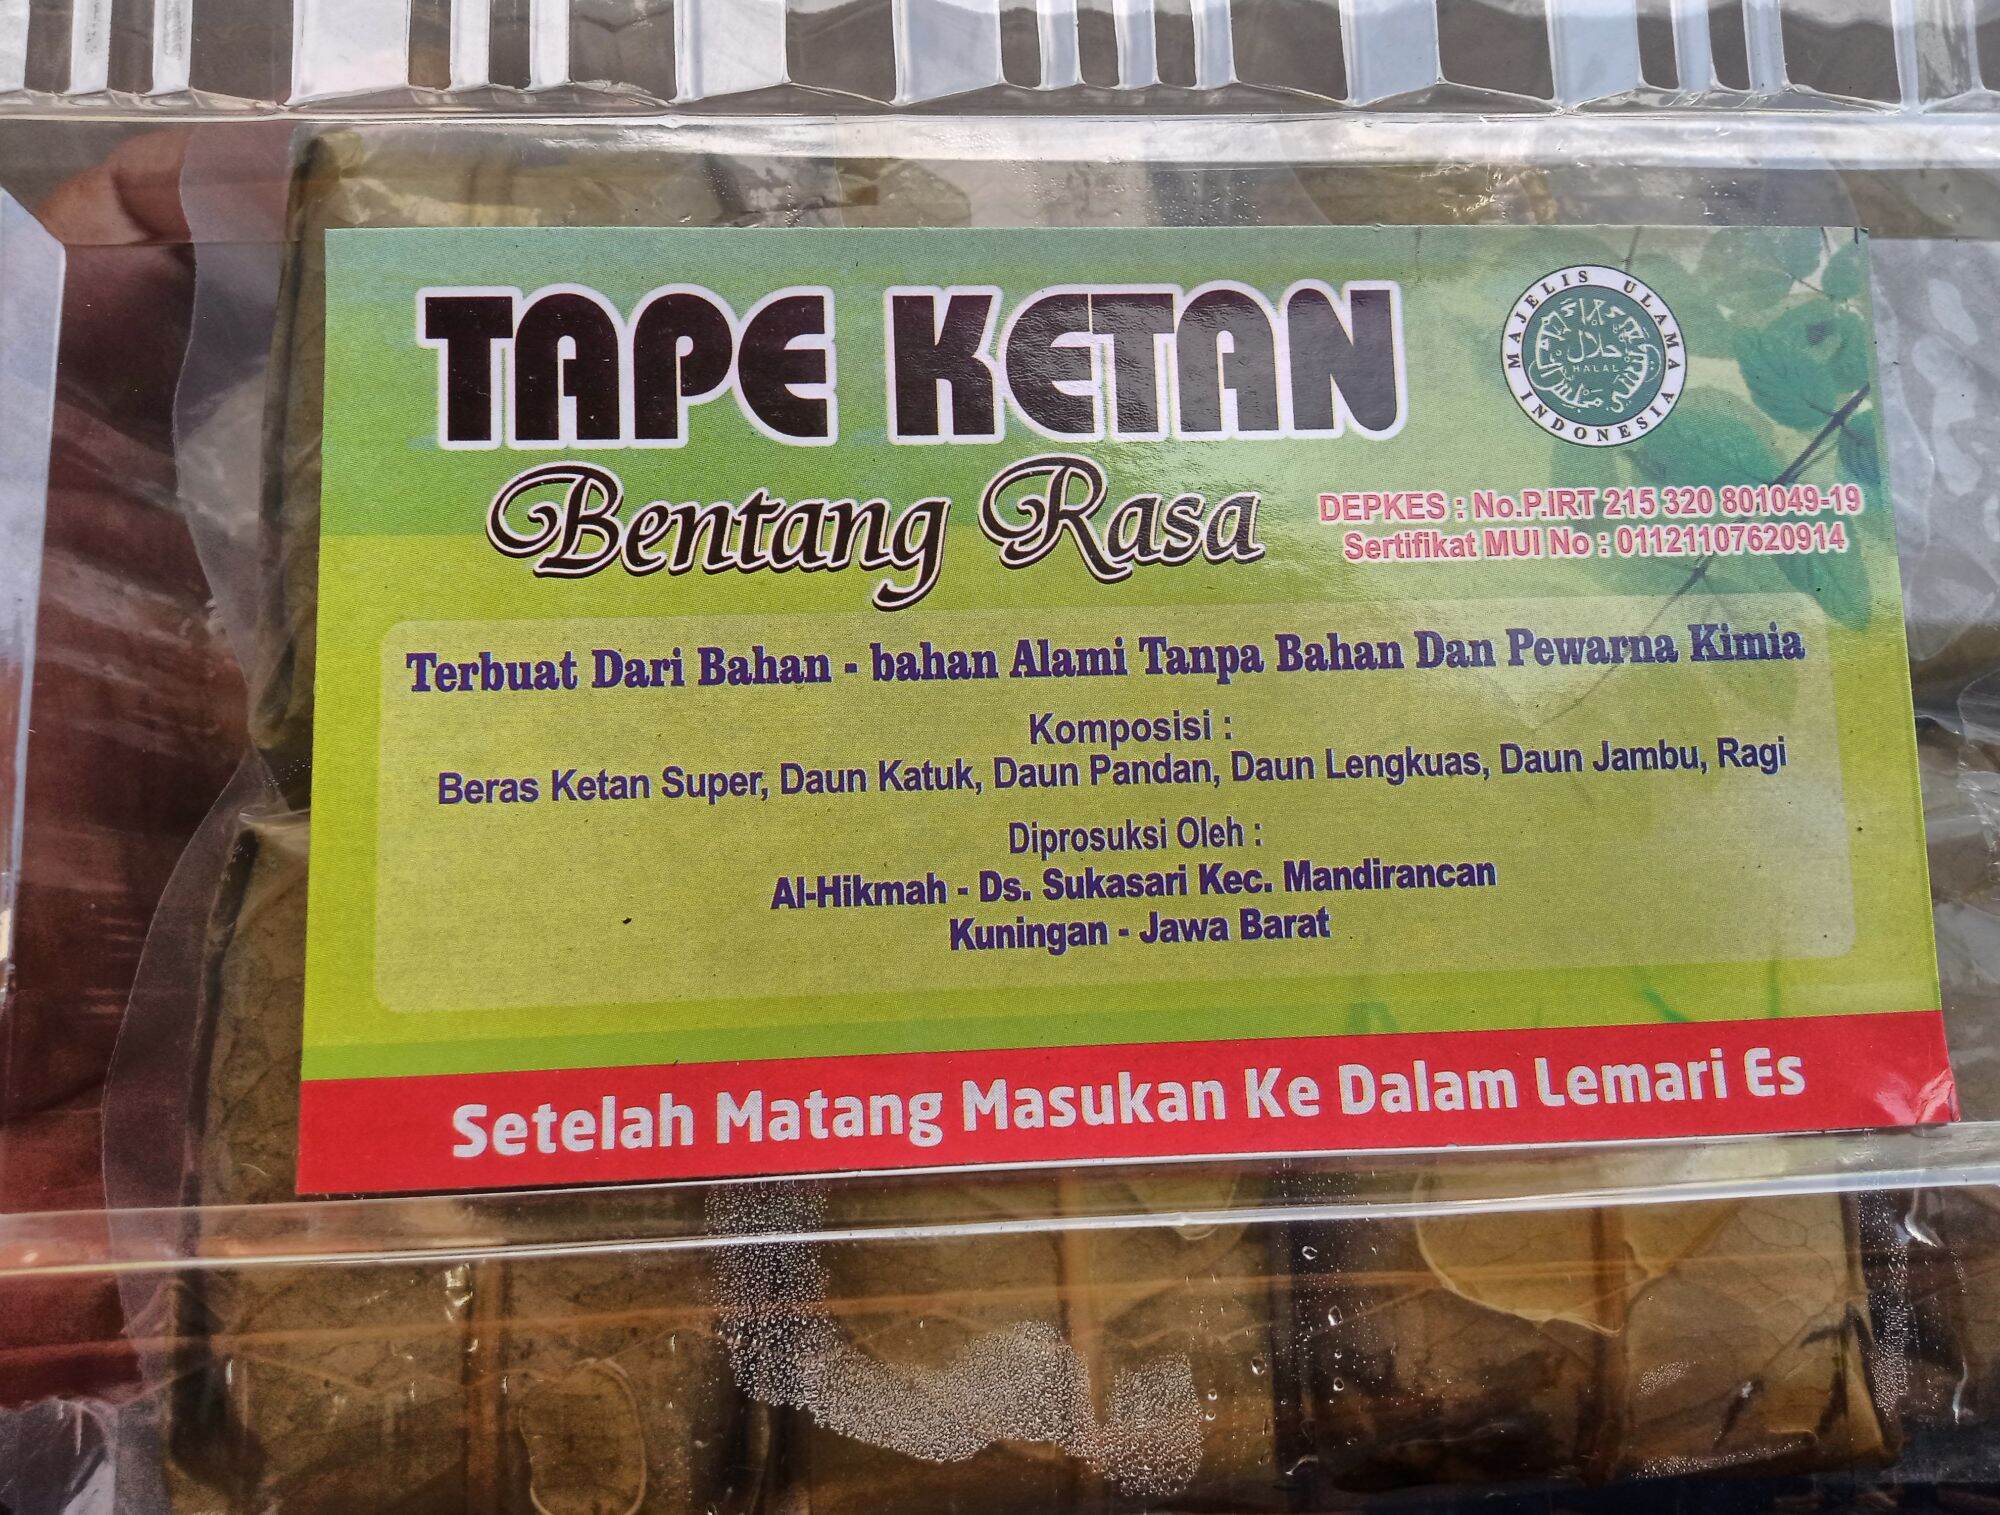 TAPE KETAN
Bentang Rasa
MAJELIS ULAMA INDONESIA
حلال
HALAL
DEPKES : No.P.IRT 215 320 801049-19
Sertifikat MUI No : 01121107620914
Terbuat Dari Bahan - bahan Alami Tanpa Bahan Dan Pewarna Kimia
Komposisi :
Beras Ketan Super, Daun Katuk, Daun Pandan, Daun Lengkuas, Daun Jambu, Ragi
Diprosuksi Oleh :
Al-Hikmah - Ds. Sukasari Kec. Mandirancan
Kuningan - Jawa Barat
Setelah Matang Masukan Ke Dalam Lemari Es